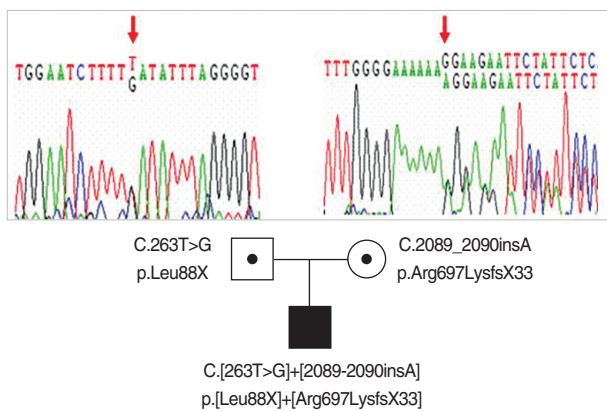 TGGAATCTTTT T ATATTTAGGGGT
G
TTTGGGGAAAAAA GGAAGAATTCTATTCTC
AGGAAGAATTCTATTCT
C.263T>G
p.Leu88X
C.2089_2090insA
p.Arg697LysfsX33
C.[263T>G]+[2089-2090insA]
p.[Leu88X]+[Arg697LysfsX33]